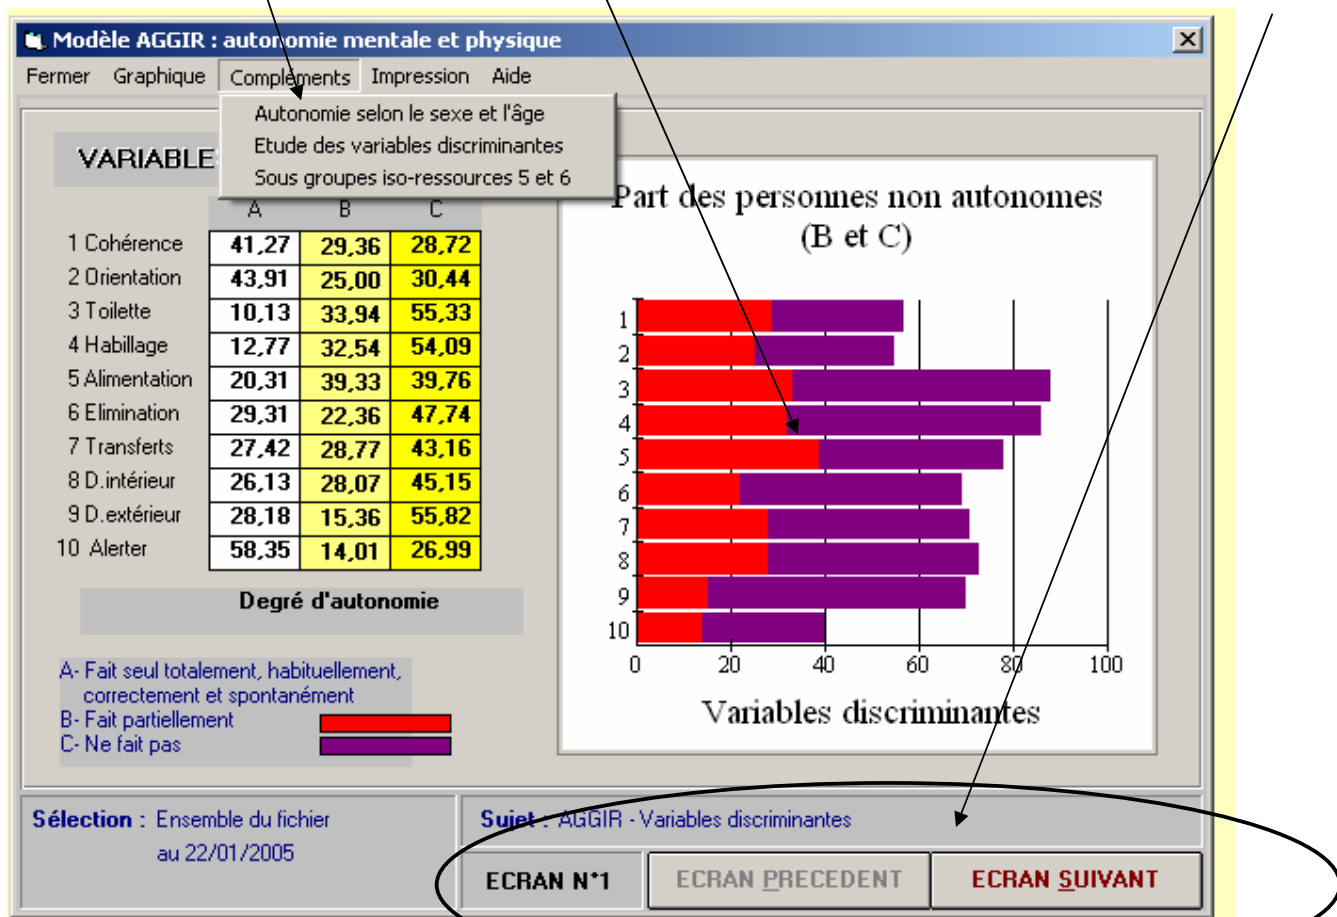 Modèle AGGIR : autonomie mentale et physique
Fermer Graphique Compléments Impression Aide
Autonomie selon le sexe et l'âge
Etude des variables discriminantes
Sous groupes iso-ressources 5 et 6
VARIABLE
A B C
1 Cohérence 41,27 29,36 28,72
2 Orientation 43,91 25,00 30,44
3 Toilette 10,13 33,94 55,33
4 Habillage 12,77 32,54 54,09
5 Alimentation 20,31 39,33 39,76
6 Elimination 29,31 22,36 47,74
7 Transferts 27,42 28,77 43,16
8 D.intérieur 26,13 28,07 45,15
9 D.extérieur 28,18 15,36 55,82
10 Alerter 58,35 14,01 26,99
Degré d'autonomie
A- Fait seul totalement, habituellement,
correctement et spontanément
B- Fait partiellement
C- Ne fait pas
Part des personnes non autonomes
(B et C)
1
2
3
4
5
6
7
8
9
10
0 20 40 60 80 100
Variables discriminantes
Sélection : Ensemble du fichier
au 22/01/2005
Sujet : AGGIR - Variables discriminantes
ECRAN N°1 ECRAN PRECEDENT ECRAN SUIVANT